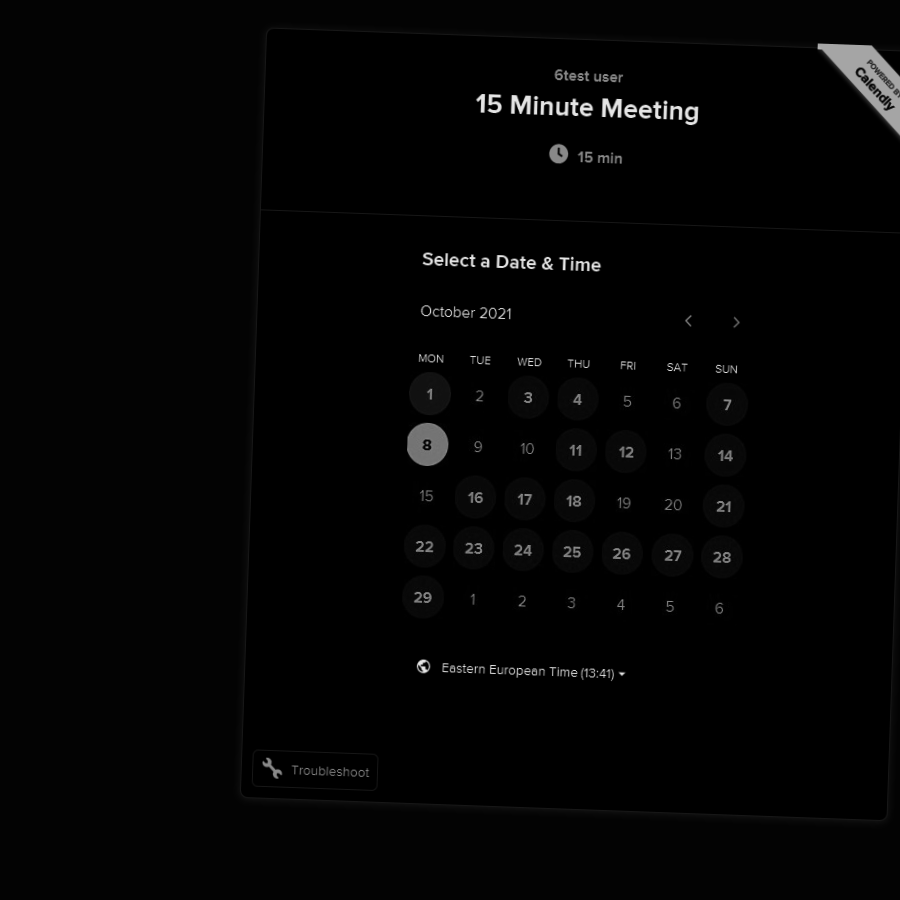 6test user
15 Minute Meeting
15 min
POWERED BY
Calendly
Select a Date & Time
October 2021
MON TUE WED THU FRI SAT SUN
1 2 3 4 5 6 7
8 9 10 11 12 13 14
15 16 17 18 19 20 21
22 23 24 25 26 27 28
29 1 2 3 4 5 6
Eastern European Time (13:41)
Troubleshoot